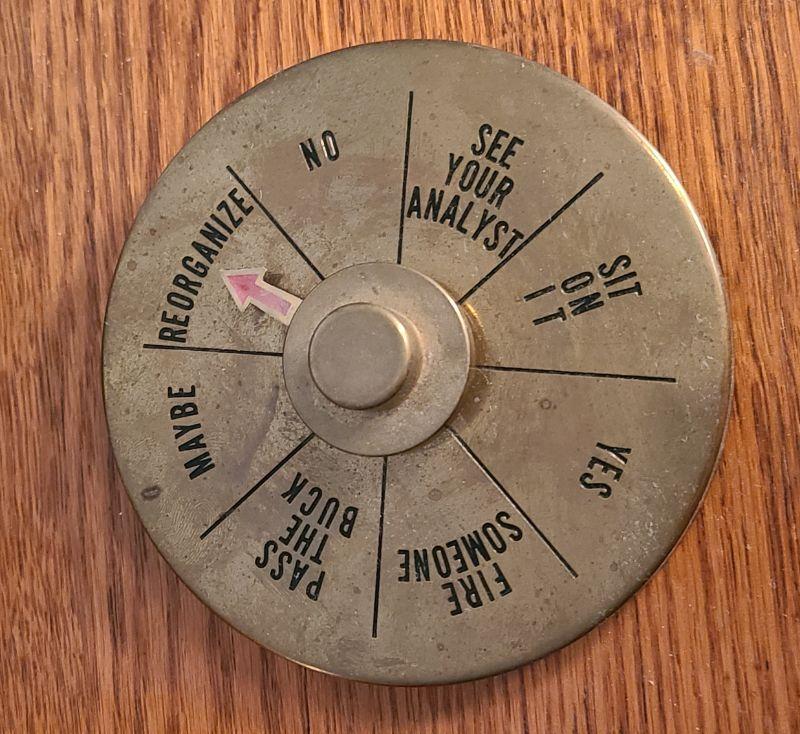 NO
SEE
YOUR
ANALYST
SIT
ON
IT
YES
FIRE
SOMEONE
PASS
THE
BUCK
MAYBE
REORGANIZE